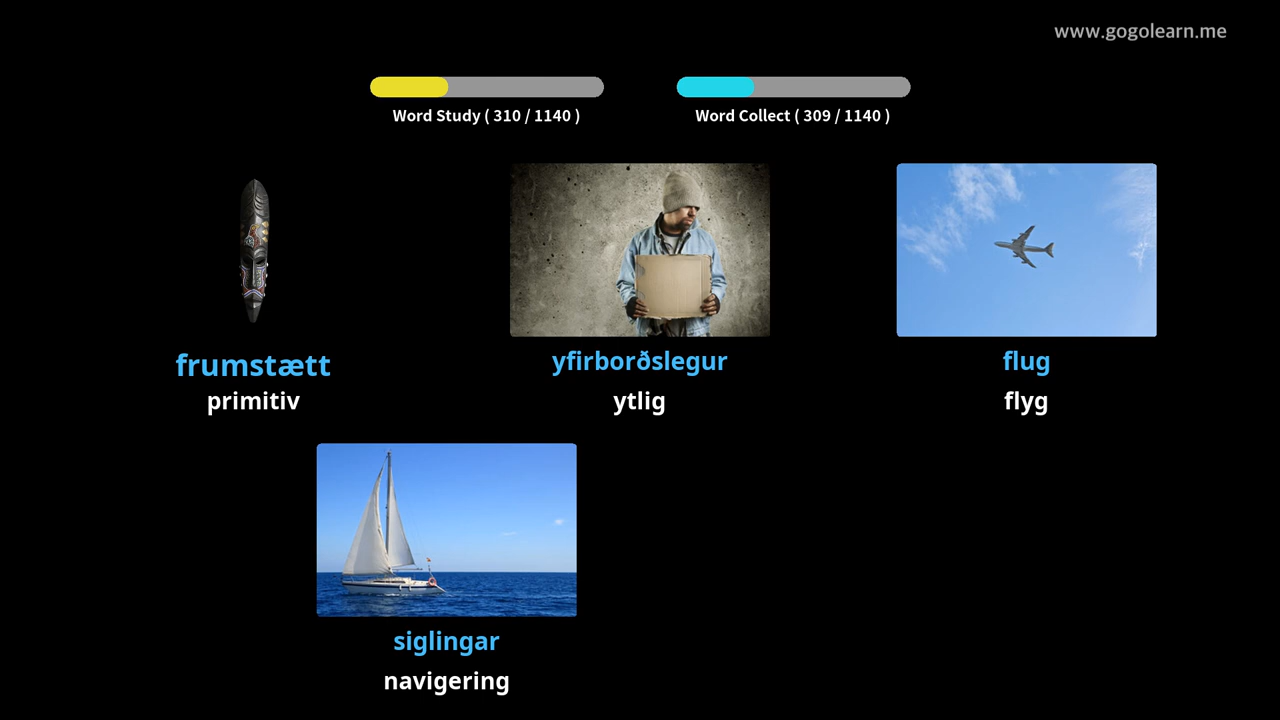 www.gogolearn.me
Word Study ( 310 / 1140 )
Word Collect ( 309 / 1140 )
frumstætt
primitiv
yfirborðslegur
ytlig
flug
flyg
siglingar
navigering